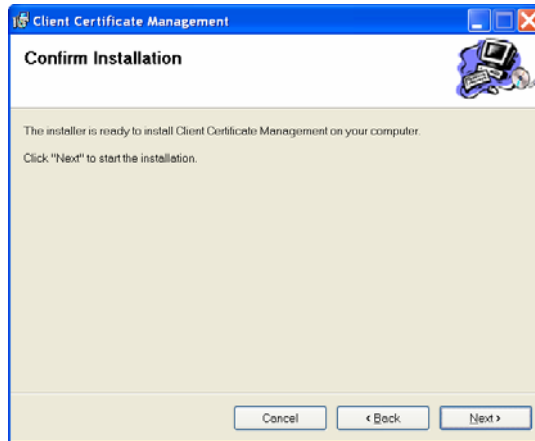 Client Certificate Management
Confirm Installation
The installer is ready to install Client Certificate Management on your computer.
Click "Next" to start the installation.
Cancel
< Back
Next >